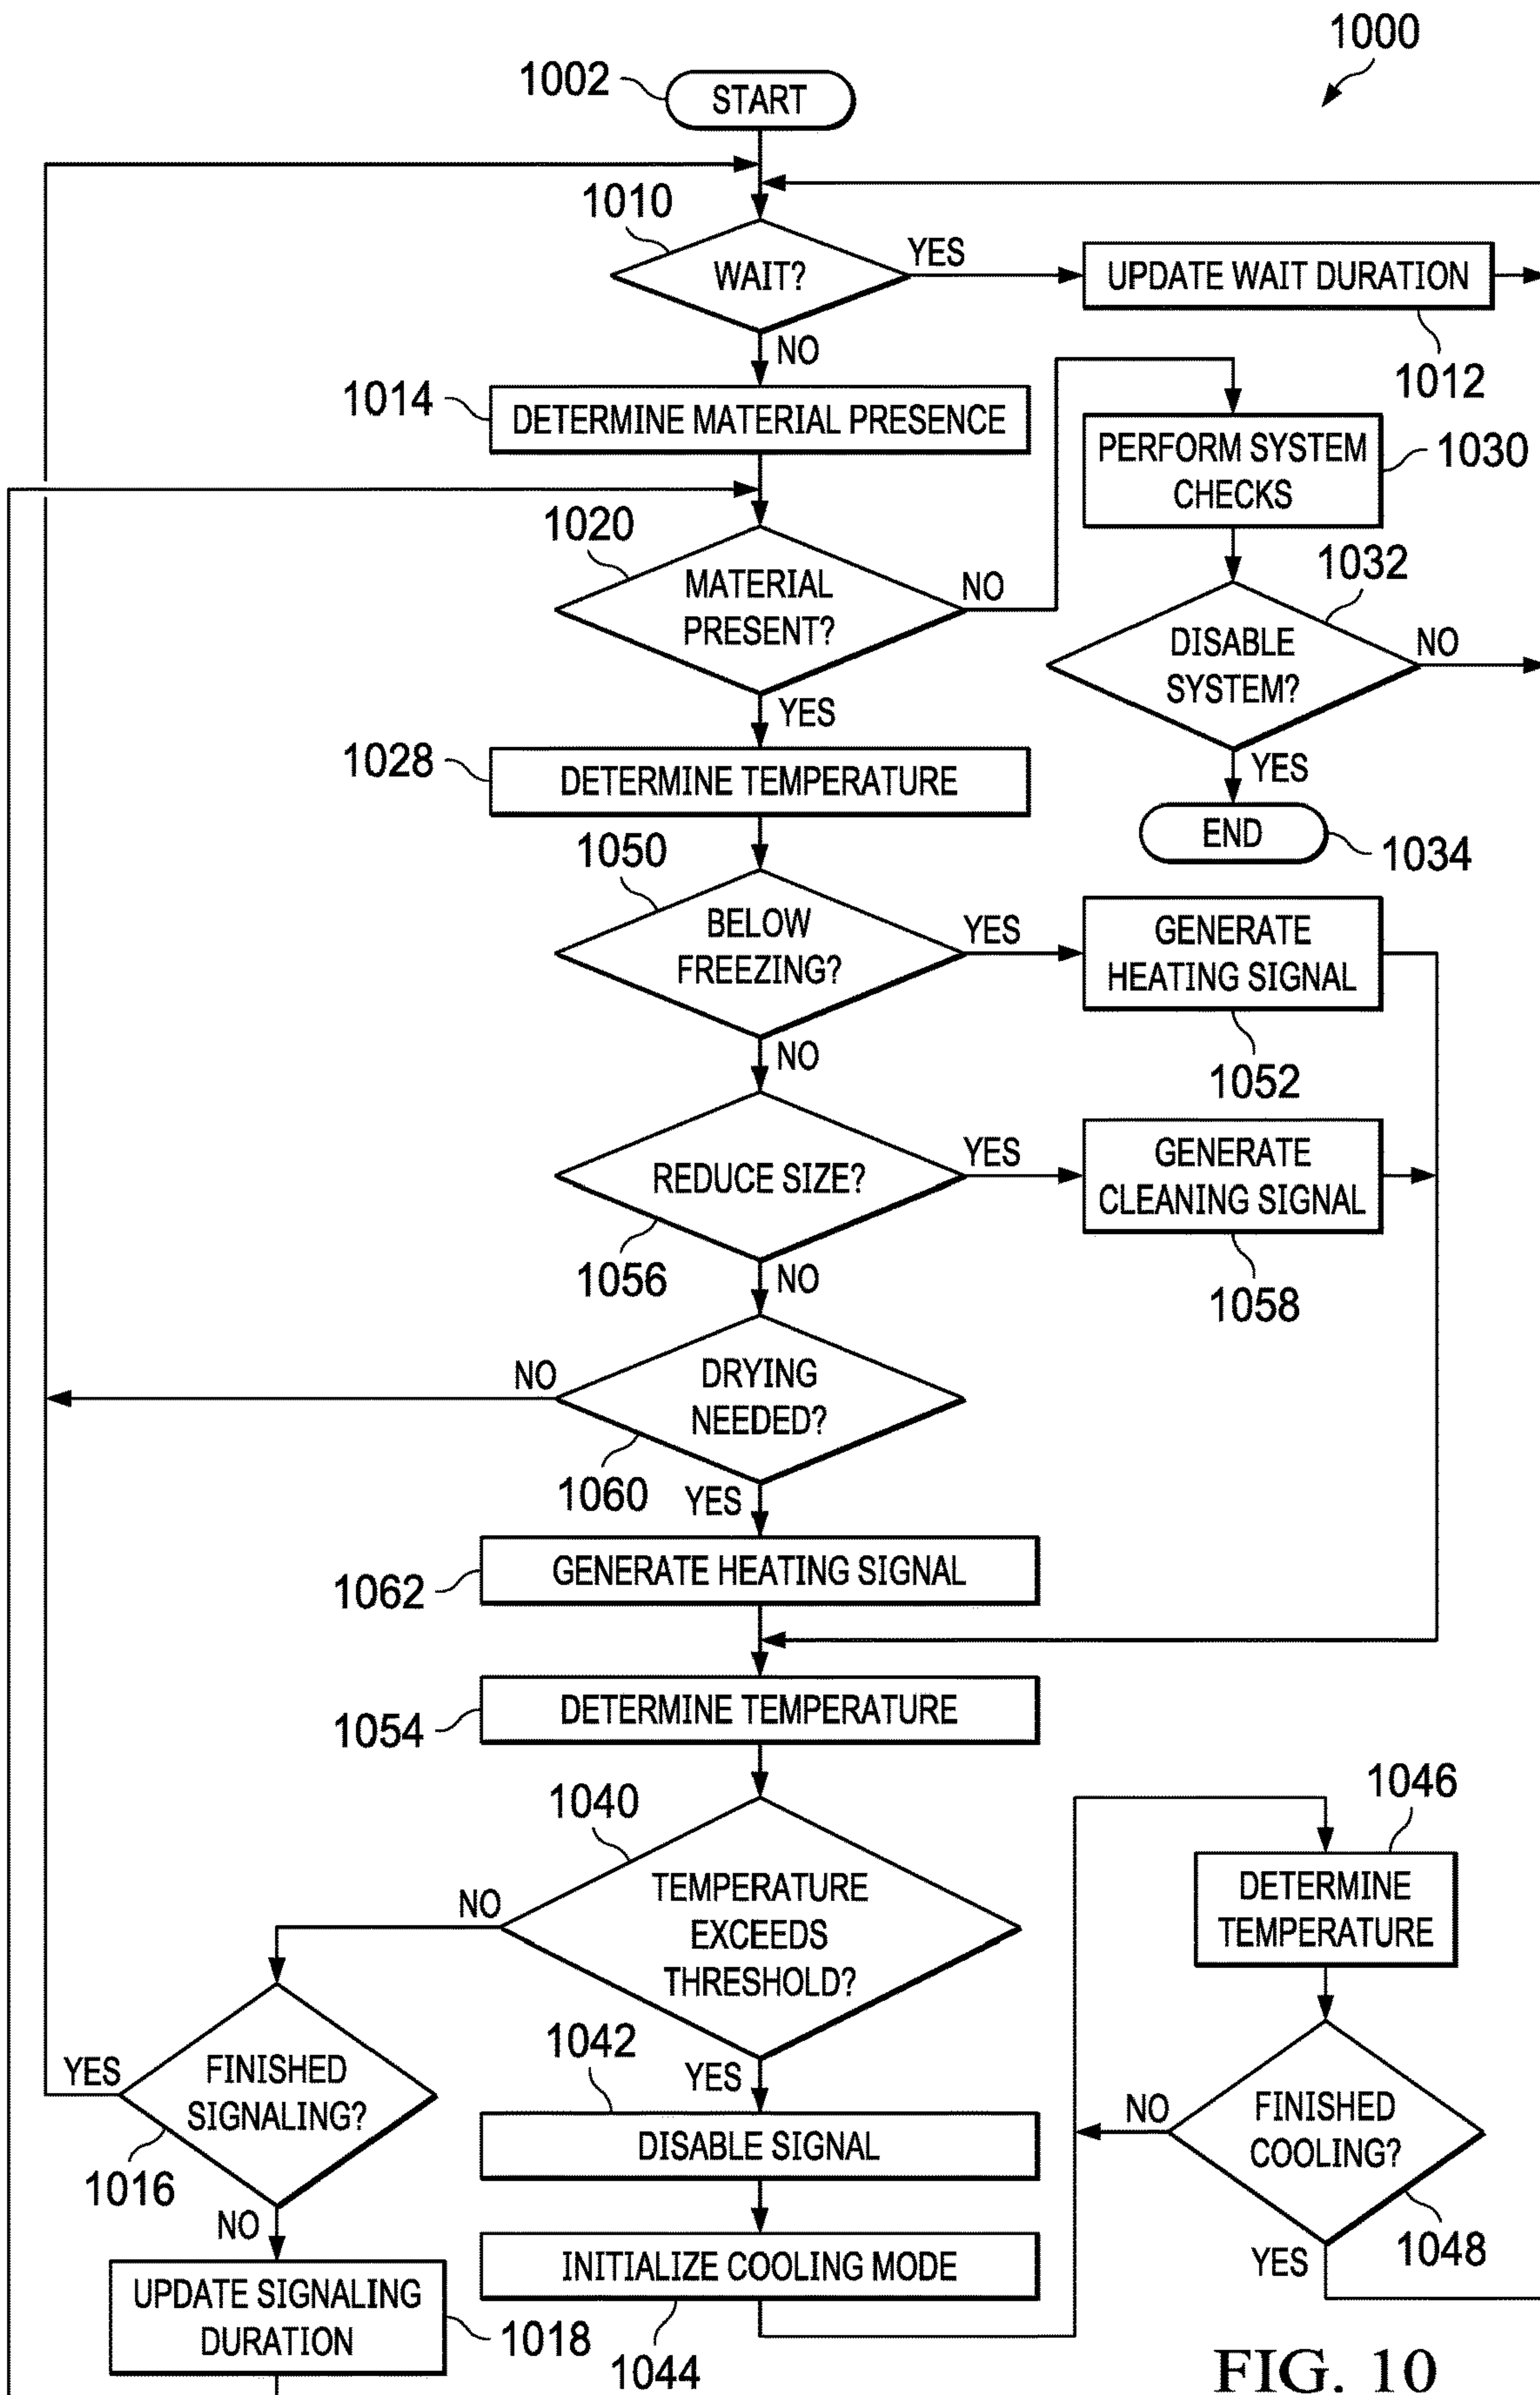 1000
1002
START
1010
WAIT?
YES
UPDATE WAIT DURATION
1012
NO
1014
DETERMINE MATERIAL PRESENCE
PERFORM SYSTEM
CHECKS
1030
1020
MATERIAL
PRESENT?
NO
1032
DISABLE
SYSTEM?
NO
YES
YES
1028
DETERMINE TEMPERATURE
END
1034
1050
BELOW
FREEZING?
YES
GENERATE
HEATING SIGNAL
1052
NO
REDUCE SIZE?
YES
GENERATE
CLEANING SIGNAL
1056
1058
NO
DRYING
NEEDED?
NO
1060
YES
1062
GENERATE HEATING SIGNAL
1054
DETERMINE TEMPERATURE
1040
TEMPERATURE
EXCEEDS
THRESHOLD?
NO
1046
DETERMINE
TEMPERATURE
YES
FINISHED
SIGNALING?
1016
NO
1042
YES
DISABLE SIGNAL
NO
FINISHED
COOLING?
1048
YES
UPDATE SIGNALING
DURATION
1018
INITIALIZE COOLING MODE
1044
FIG. 10